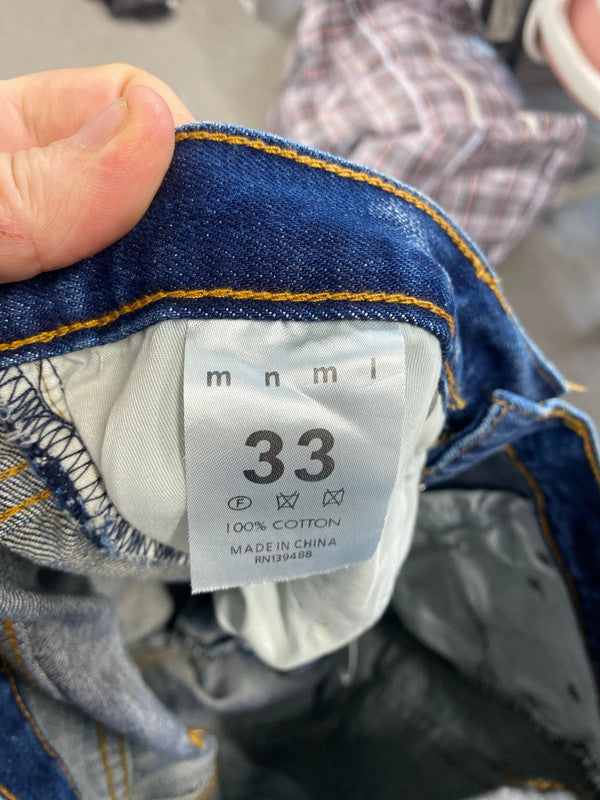 m n m l
33
F
100% COTTON
MADE IN CHINA
RN139488